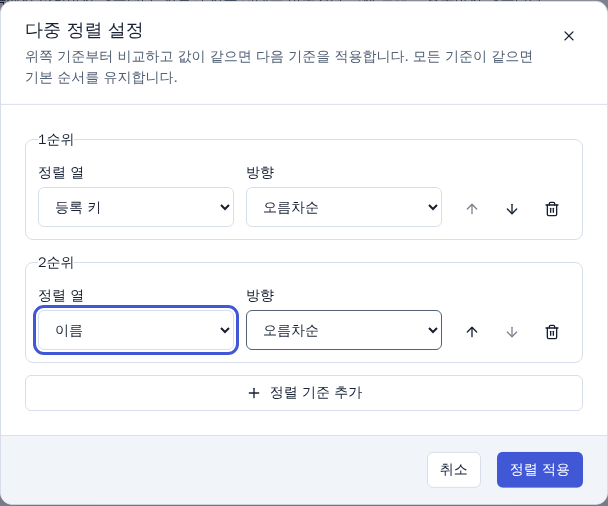 다중 정렬 설정
위쪽 기준부터 비교하고 값이 같으면 다음 기준을 적용합니다. 모든 기준이 같으면
기본 순서를 유지합니다.
1순위
정렬 열
방향
등록 키
오름차순
2순위
정렬 열
방향
이름
오름차순
정렬 기준 추가
취소
정렬 적용